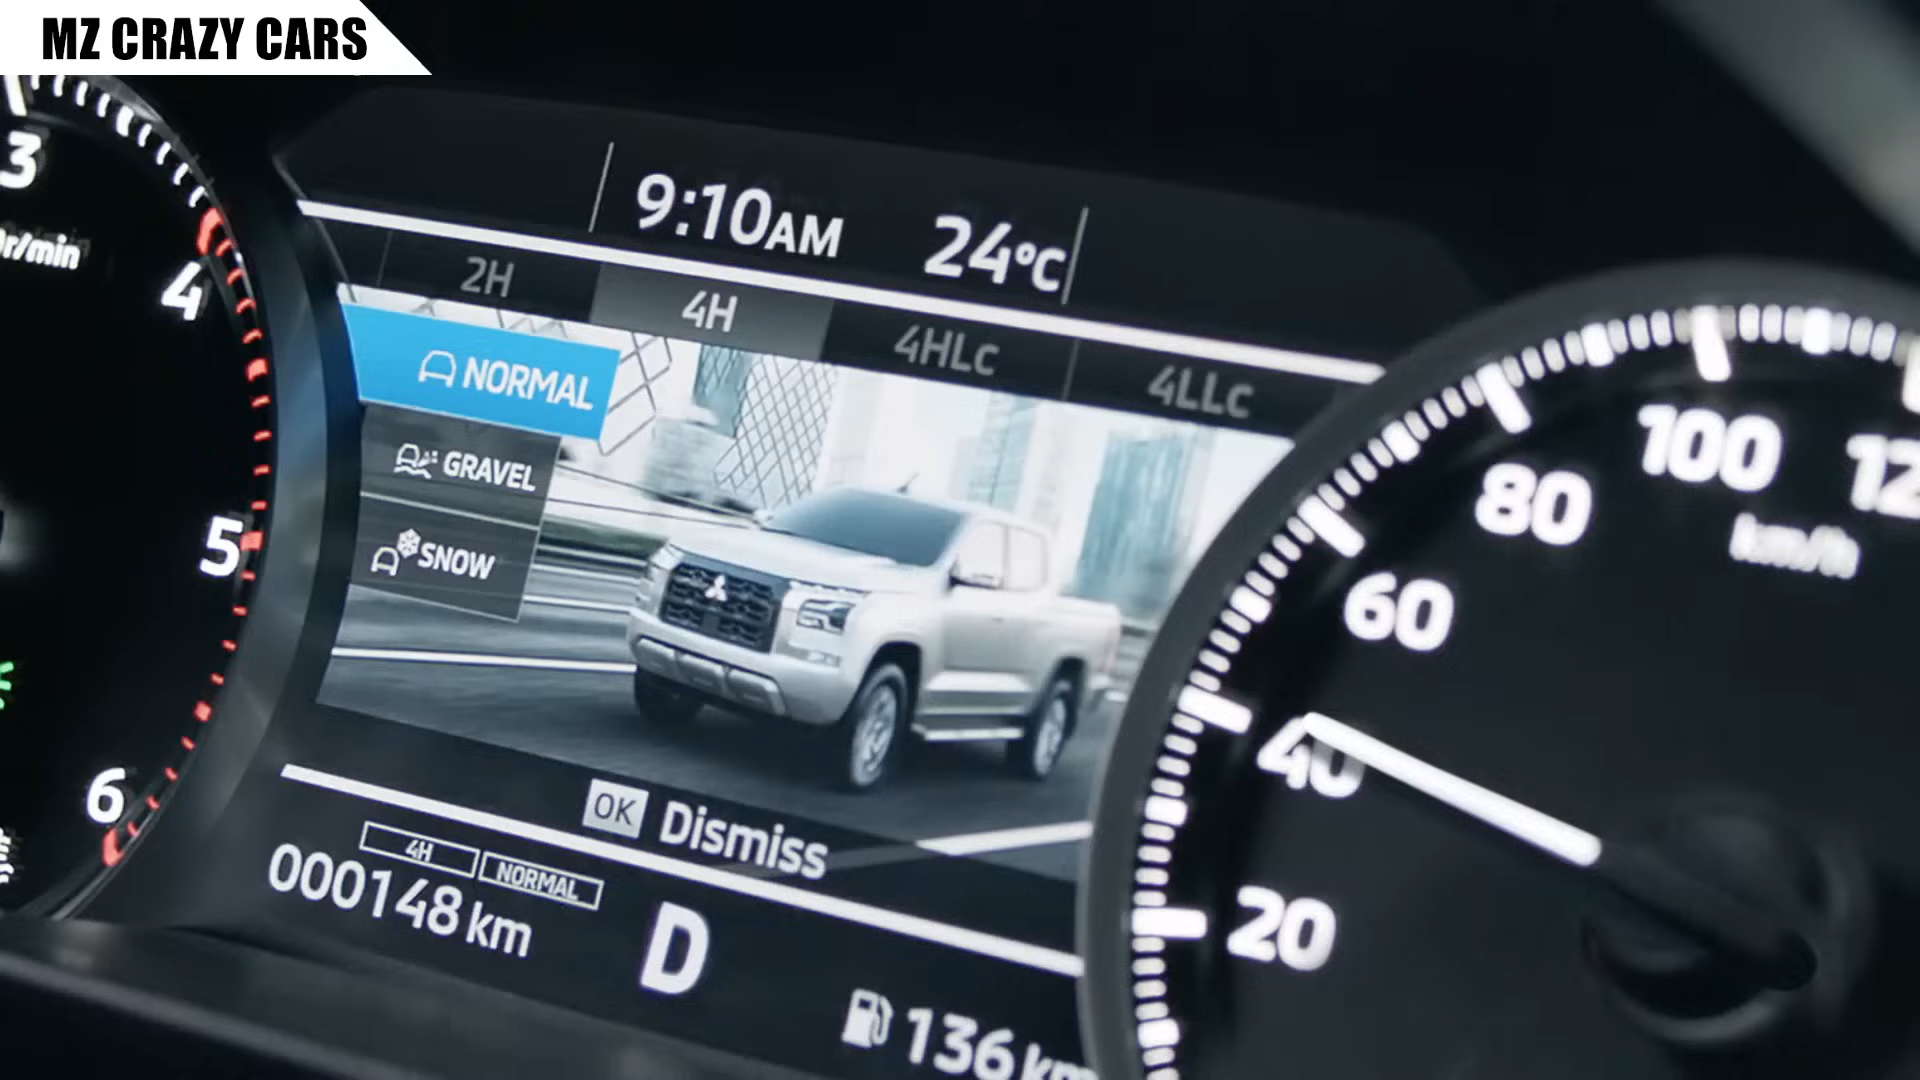 MZ CRAZY CARS
3
r/min
4
5
6
9:10AM 24°C
2H 4H 4HLc 4LLc
NORMAL
GRAVEL
SNOW
OK Dismiss
4H NORMAL
000148 km
D
136 km
20
40
60
80
100
km/h